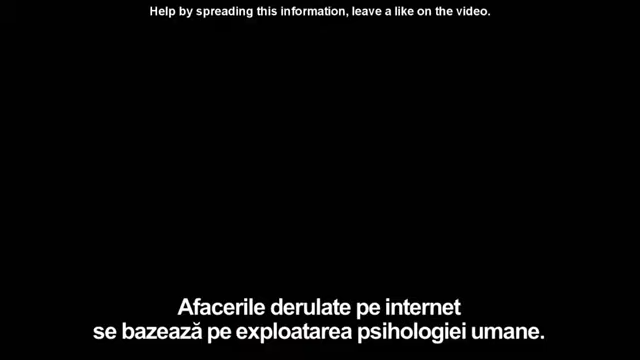 Help by spreading this information, leave a like on the video.
Afacerile derulate pe internet
se bazează pe exploatarea psihologiei umane.